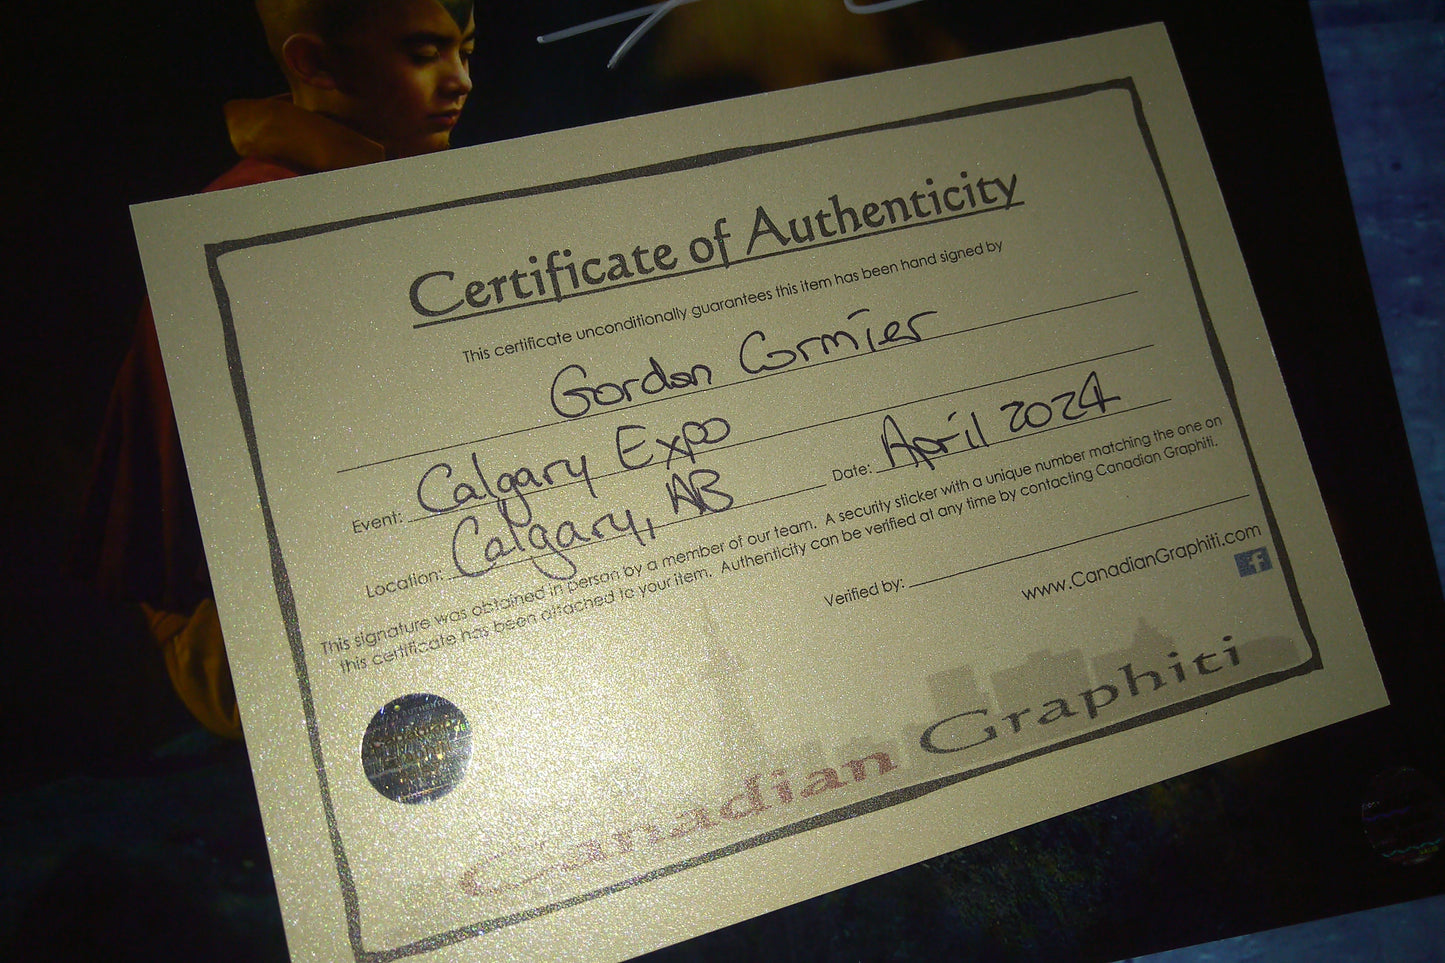 Certificate of Authenticity
This certificate unconditionally guarantees this item has been hand signed by
Gordon Cormier
Event: Calgary Expo
Location: Calgary, AB
Date: April 2024
This signature was obtained in person by a member of our team. A security sticker with a unique number matching the one on
this certificate has been attached to your item. Authenticity can be verified at any time by contacting Canadian Graphiti.
Verified by:
www.CanadianGraphiti.com
f
Canadian Graphiti